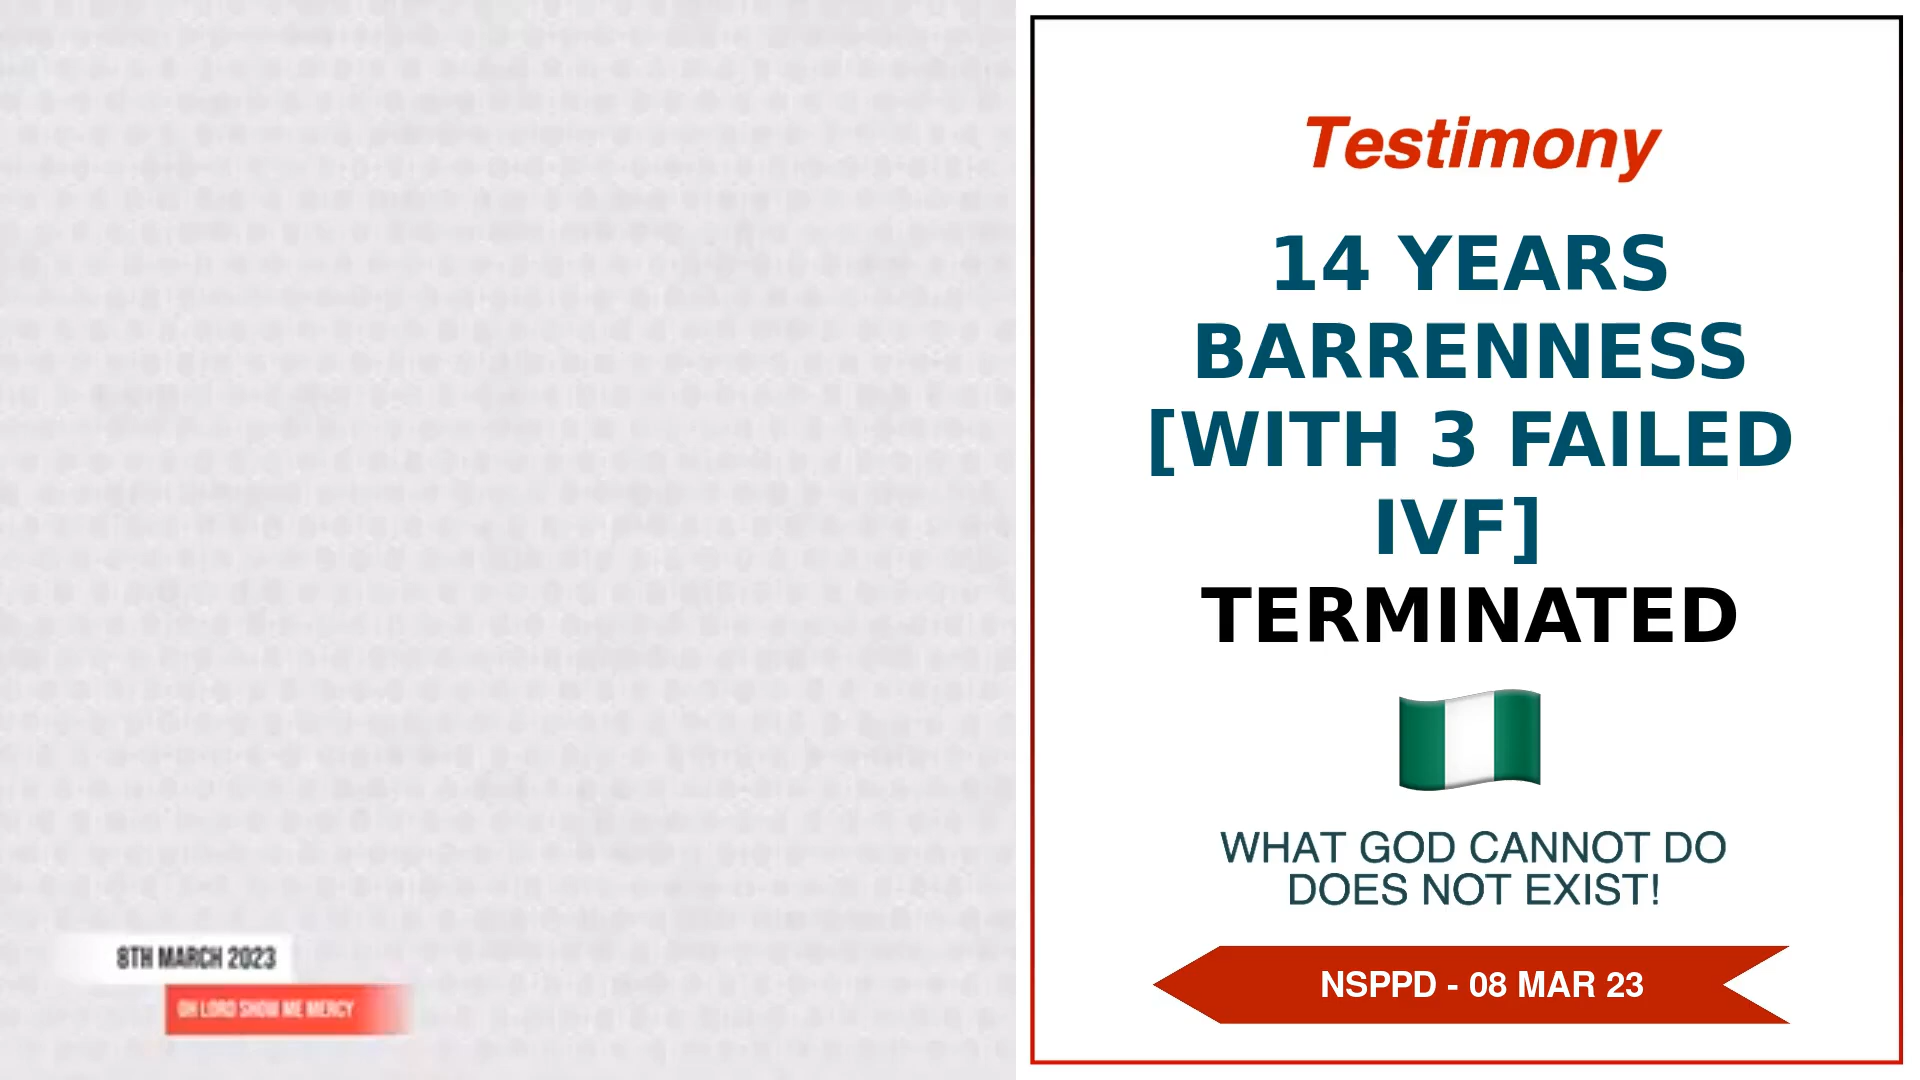 8TH MARCH 2023
OH LORD SHOW ME MERCY
Testimony
14 YEARS
BARRENNESS
[WITH 3 FAILED
IVF]
TERMINATED
WHAT GOD CANNOT DO
DOES NOT EXIST!
NSPPD - 08 MAR 23